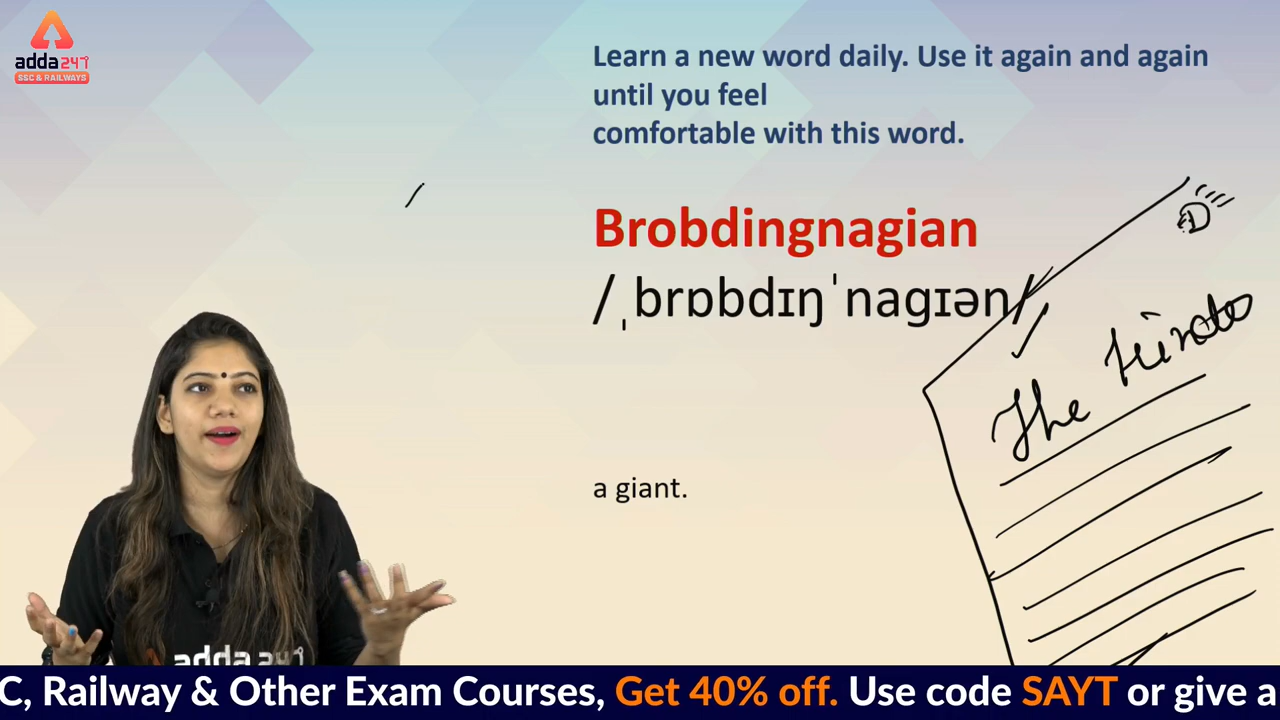 adda247
SSC & RAILWAYS
Learn a new word daily. Use it again and again
until you feel
comfortable with this word.
Brobdingnagian
/ˌbrɒbdɪŋˈnaɡɪən/
The
a giant.
adda247
C, Railway & Other Exam Courses, Get 40% off. Use code SAYT or give a